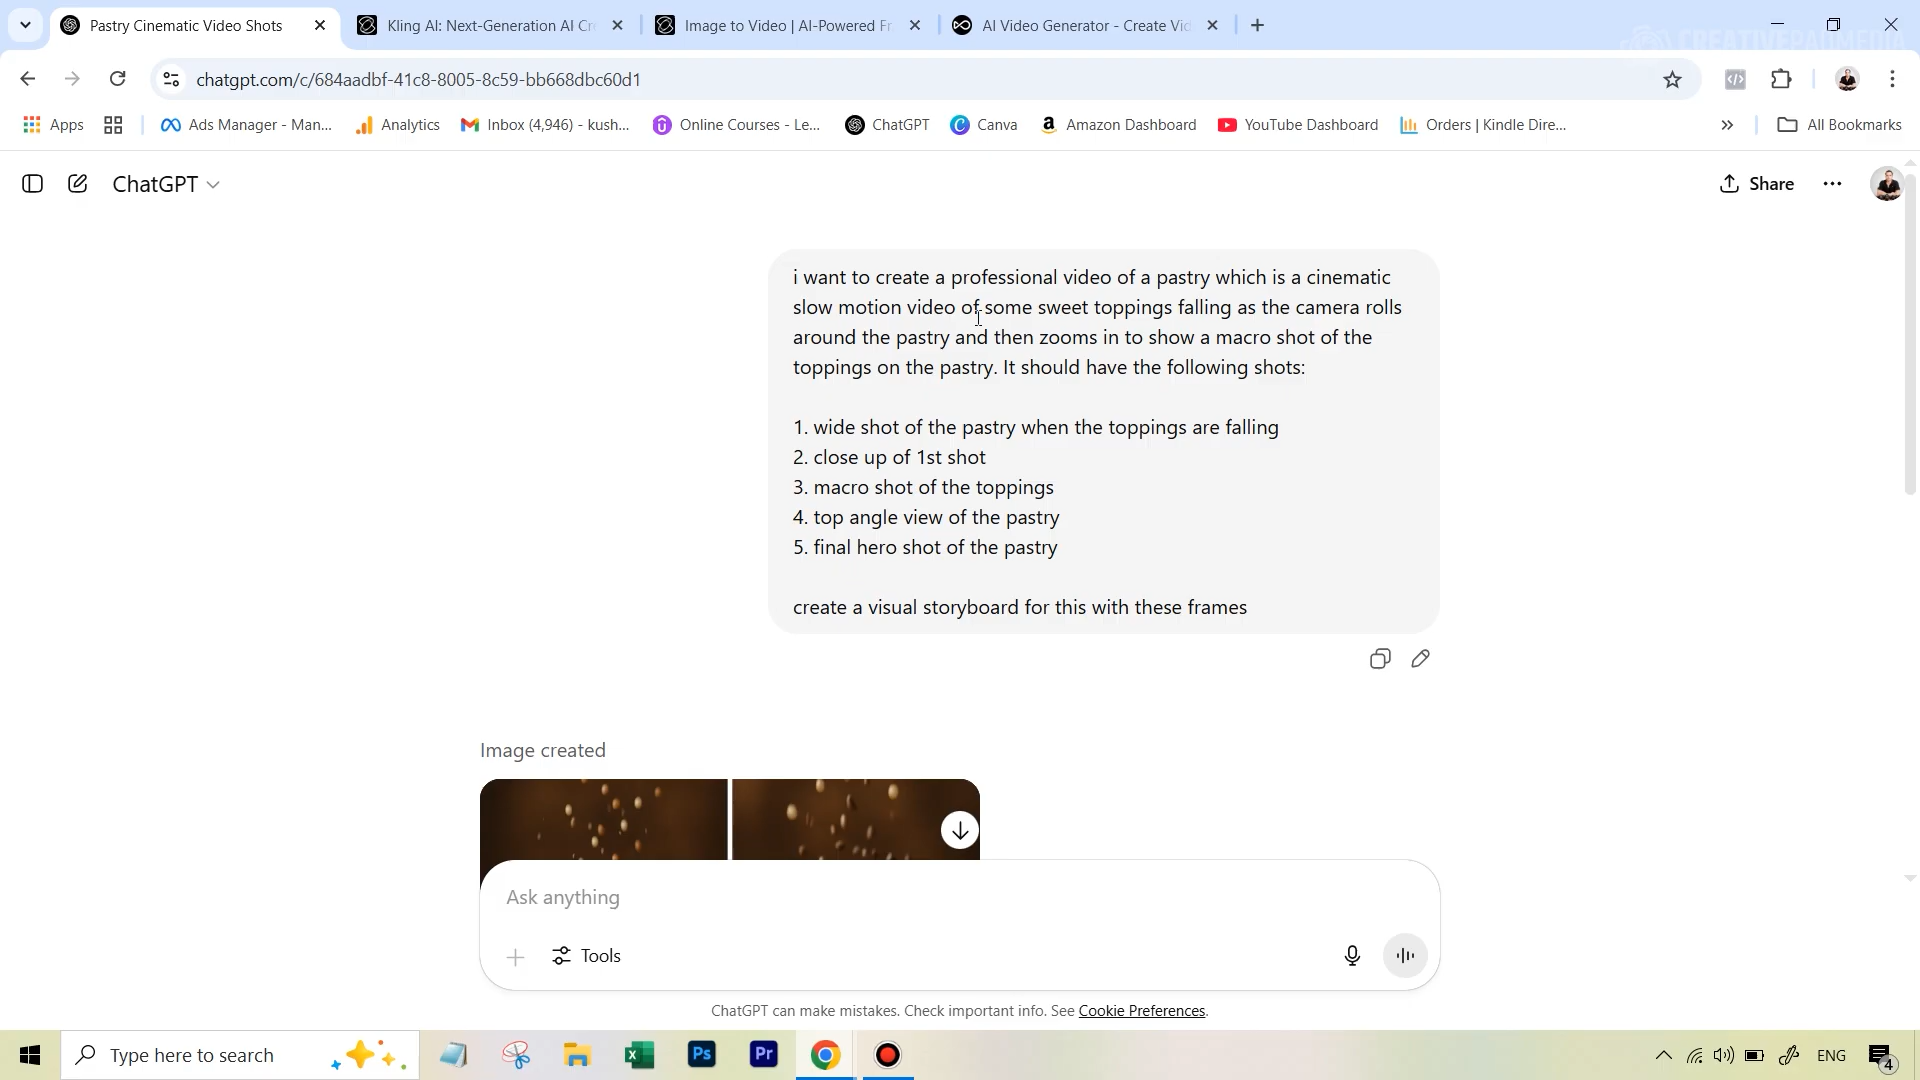 Pastry Cinematic Video Shots
Kling AI: Next-Generation AI Cr
Image to Video | AI-Powered Fr
AI Video Generator - Create Vid
CREATIVEPADMEDIA
chatgpt.com/c/684aadbf-41c8-8005-8c59-bb668dbc60d1
Apps
Ads Manager - Man...
Analytics
Inbox (4,946) - kush...
Online Courses - Le...
ChatGPT
Canva
Amazon Dashboard
YouTube Dashboard
Orders | Kindle Dire...
All Bookmarks
ChatGPT
Share
i want to create a professional video of a pastry which is a cinematic
slow motion video of some sweet toppings falling as the camera rolls
around the pastry and then zooms in to show a macro shot of the
toppings on the pastry. It should have the following shots:
1. wide shot of the pastry when the toppings are falling
2. close up of 1st shot
3. macro shot of the toppings
4. top angle view of the pastry
5. final hero shot of the pastry
create a visual storyboard for this with these frames
Image created
Ask anything
Tools
ChatGPT can make mistakes. Check important info. See Cookie Preferences.
Type here to search
Ps
Pr
ENG
4